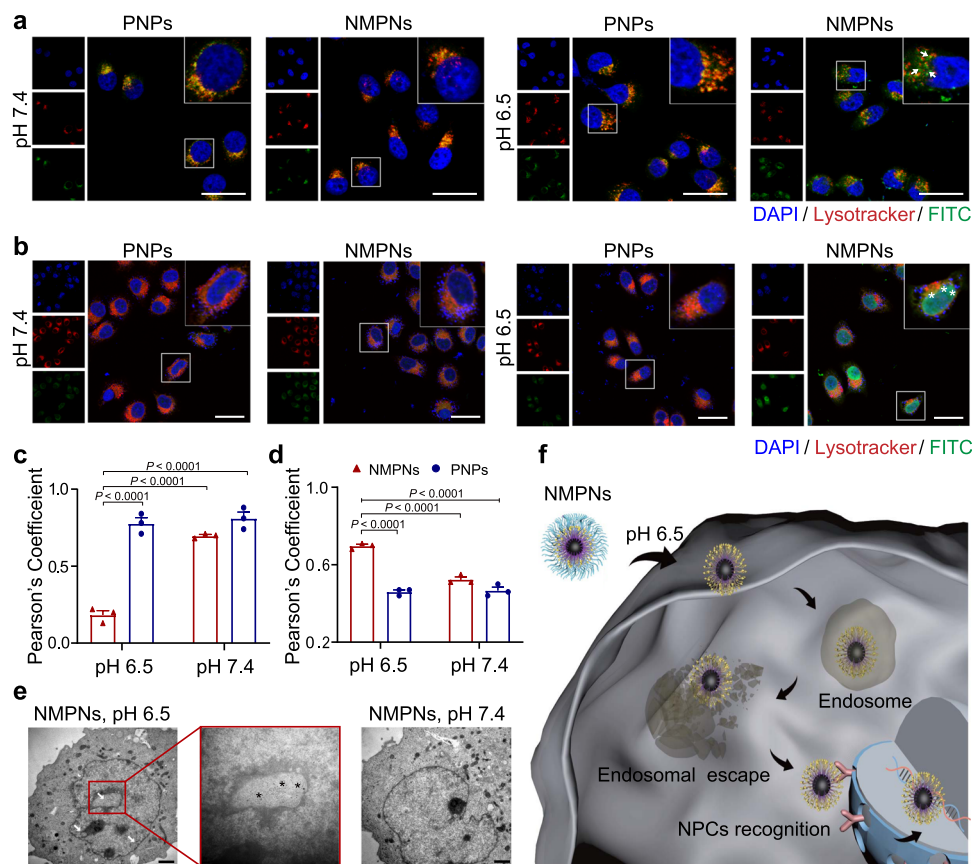 a
PNPs
NMPNs
PNPs
NMPNs
pH 7.4
pH 6.5
DAPI / Lysotracker / FITC
b
PNPs
NMPNs
PNPs
NMPNs
pH 7.4
pH 6.5
***
DAPI / Lysotracker / FITC
c
P < 0.0001
P < 0.0001
P < 0.0001
Pearson's Coefficeient
1.0
0.5
0.0
pH 6.5
pH 7.4
d
NMPNs
PNPs
P < 0.0001
P < 0.0001
P < 0.0001
Pearson's Coefficeient
1.0
0.6
0.2
pH 6.5
pH 7.4
e
NMPNs, pH 6.5
NMPNs, pH 7.4
* * *
f
NMPNs
pH 6.5
Endosome
Endosomal escape
NPCs recognition